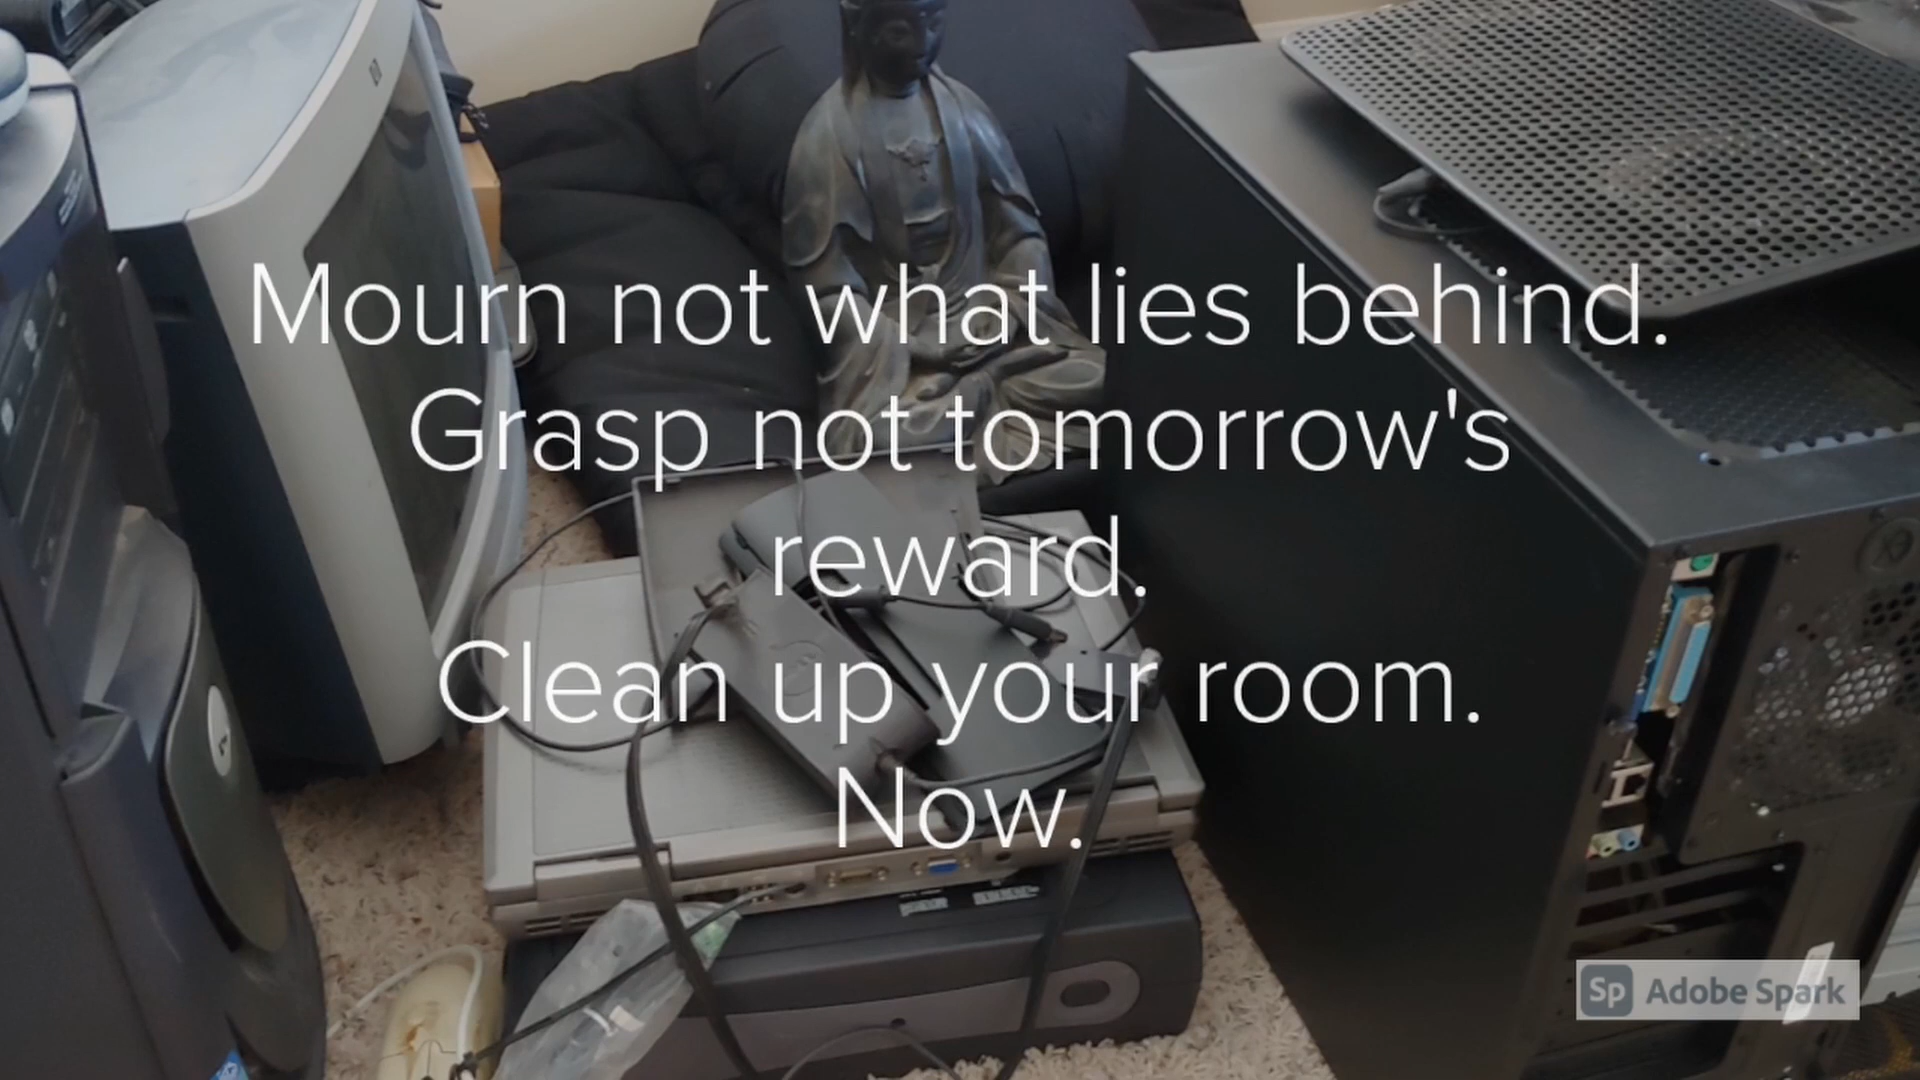 Mourn not what lies behind.
Grasp not tomorrow's
reward.
Clean up your room.
Now.
Sp Adobe Spark